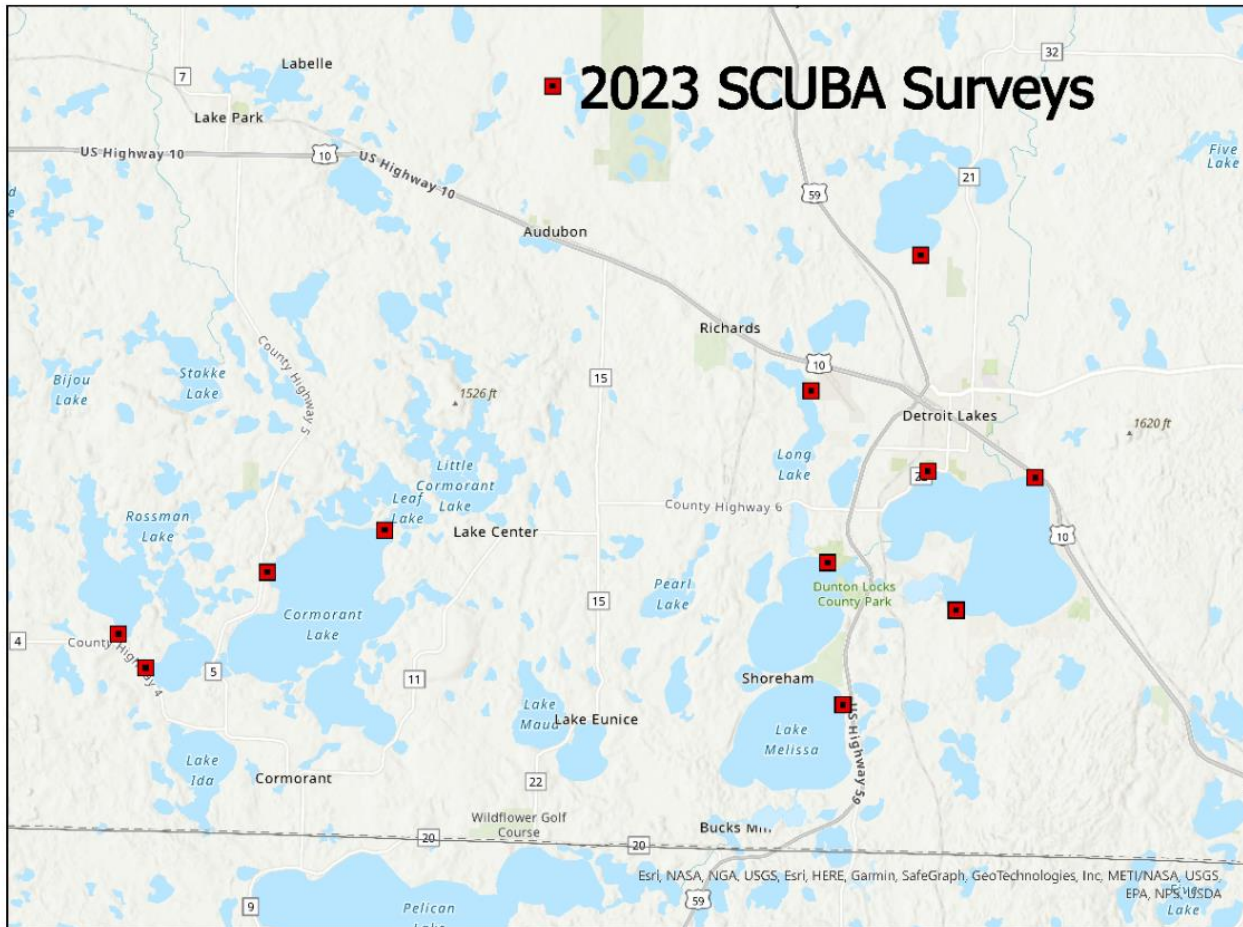 2023 SCUBA Surveys
Labelle
7
32
Lake Park
US Highway 10
10
US Highway 10
Five
Lake
21
59
Audubon
Richards
10
County Highway 5
15
Bijou
Lake
Stakke
Lake
1526 ft
Detroit Lakes
1620 ft
Long
Lake
Little
Cormorant
Lake
Leaf
Lake
Rossman
Lake
County Highway 6
Lake Center
10
Cormorant
Lake
15
Pearl
Lake
Dunton Locks
County Park
4
County Highway 4
5
11
Shoreham
Lake
Maud
Lake Eunice
Lake
Melissa
US Highway 59
Lake
Ida
Cormorant
22
Wildflower Golf
Course
20
20
Bucks
Esri, NASA, NGA, USGS, Esri, HERE, Garmin, SafeGraph, GeoTechnologies, Inc, METI/NASA, USGS,
EPA, NPS, USDA
Five
Lake
9
Pelican
Lake
59